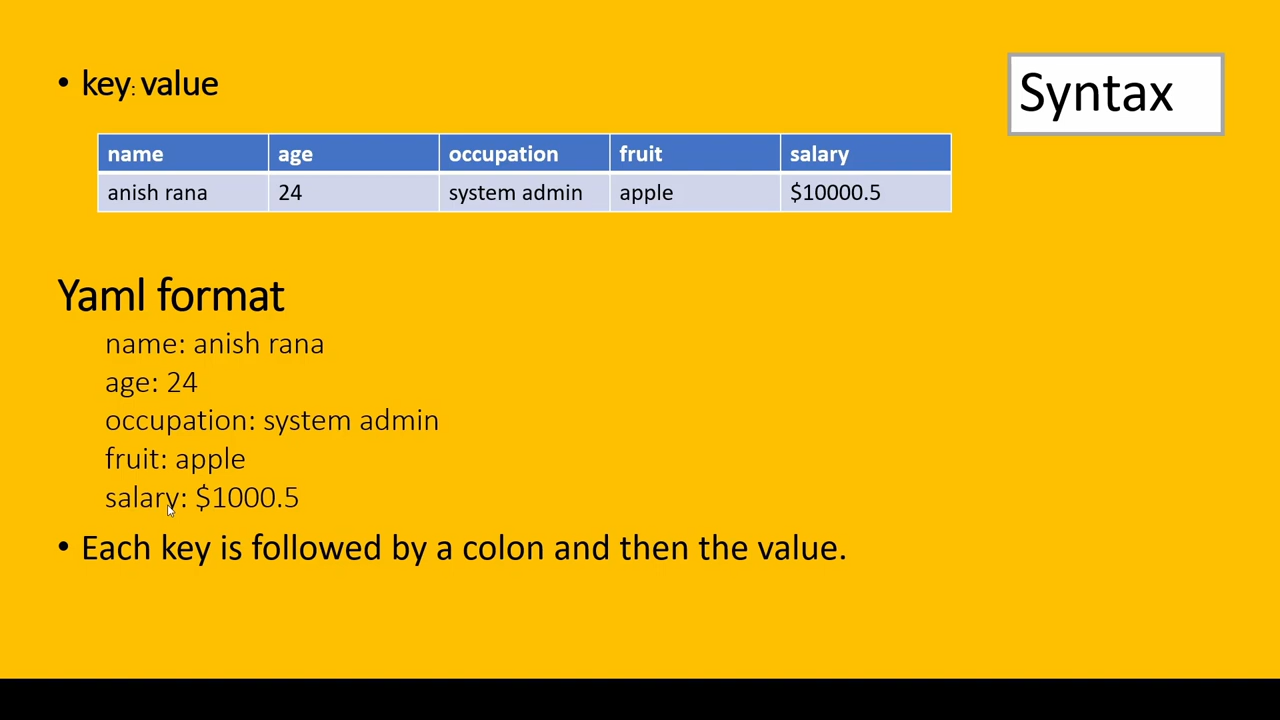 • key: value
Syntax
name age occupation fruit salary
anish rana 24 system admin apple $10000.5
Yaml format
name: anish rana
age: 24
occupation: system admin
fruit: apple
salary: $1000.5
• Each key is followed by a colon and then the value.